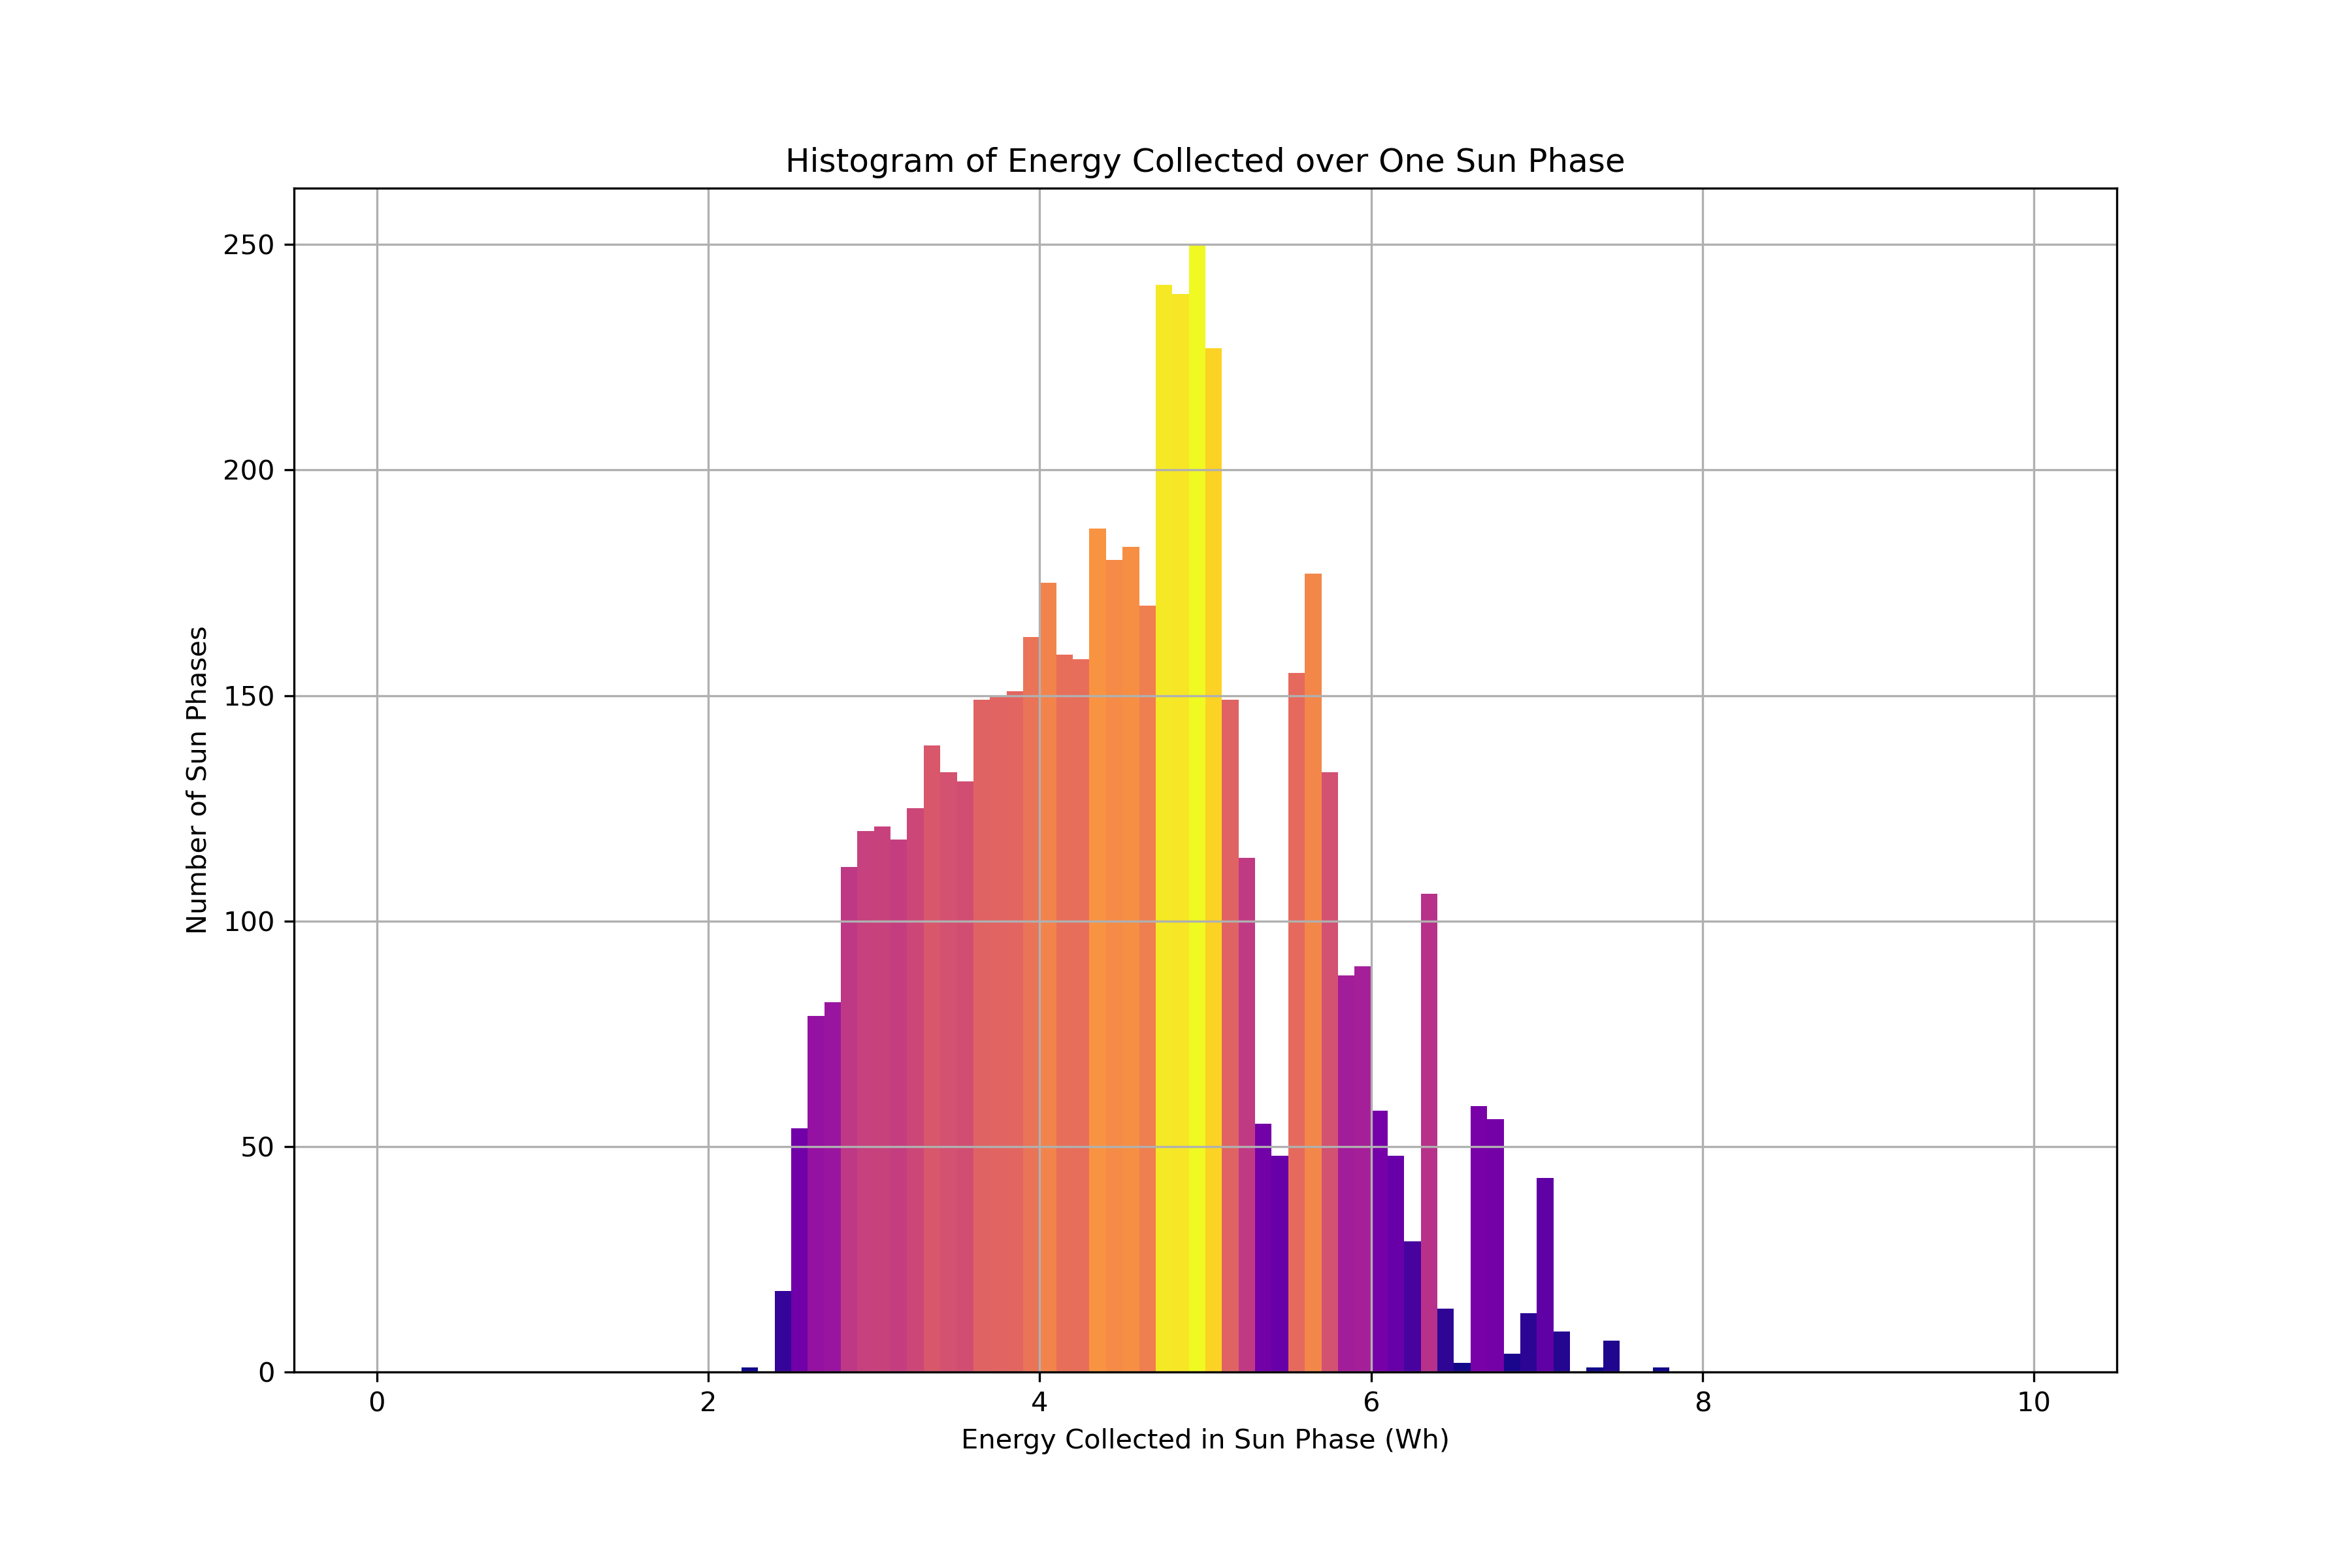 Histogram of Energy Collected over One Sun Phase
250
200
150
100
50
0
Number of Sun Phases
0 2 4 6 8 10
Energy Collected in Sun Phase (Wh)